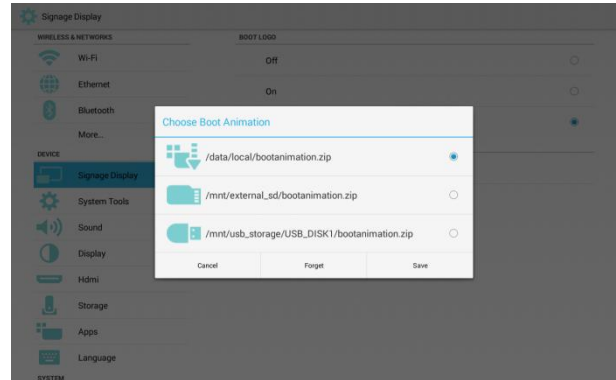 Signage Display
WIRELESS & NETWORKS
Wi-Fi
Ethernet
Bluetooth
More...
DEVICE
Signage Display
System Tools
Sound
Display
Hdmi
Storage
Apps
Language
SYSTEM
BOOT LOGO
Off
On
Choose Boot Animation
/data/local/bootanimation.zip
/mnt/external_sd/bootanimation.zip
/mnt/usb_storage/USB_DISK1/bootanimation.zip
Cancel Forget Save